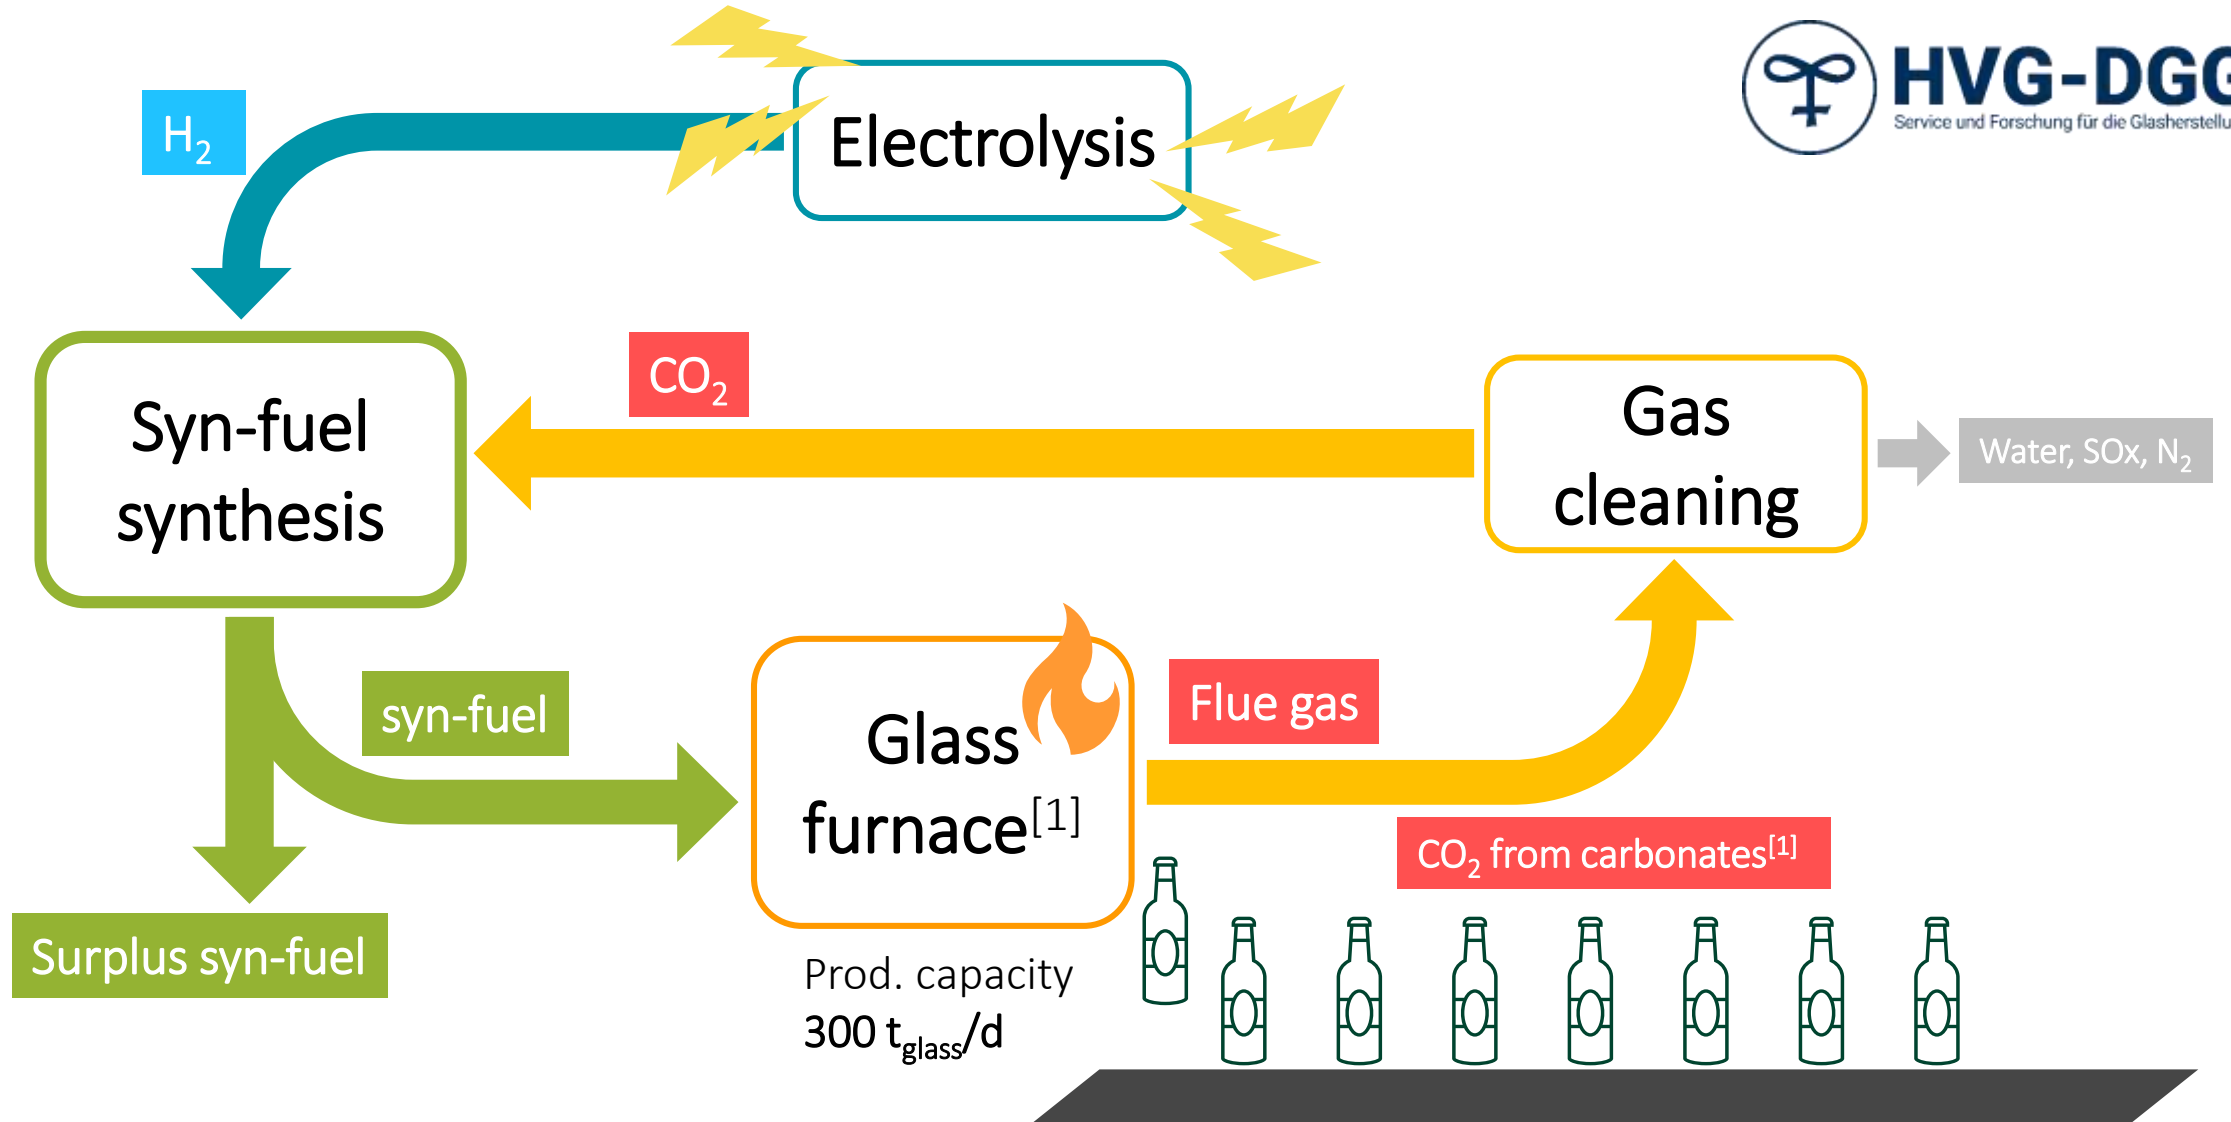 HVG-DGG
Service und Forschung für die Glasherstellu
H₂
Electrolysis
CO₂
Syn-fuel
synthesis
Gas
cleaning
Water, SOx, N₂
syn-fuel
Glass
furnace[1]
Flue gas
CO₂ from carbonates[1]
Surplus syn-fuel
Prod. capacity
300 t_glass/d